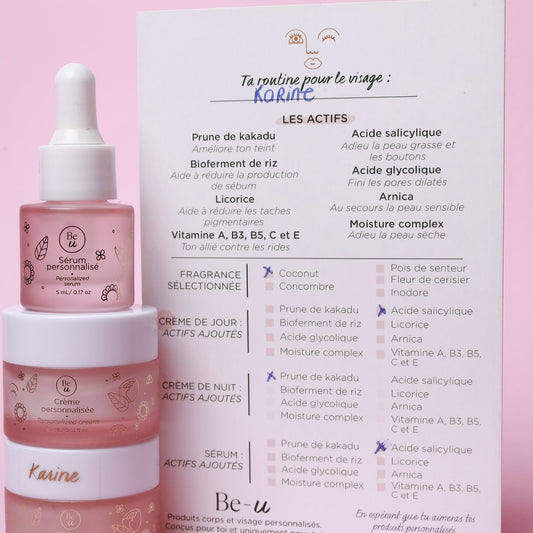 Be
u
Sérum
personnalisé
Personalized
serum
5 mL/ 0.17 oz
Be
u
Crème
personnalisée
Personalized cream
Karine
Be
u
Ta routine pour le visage :
Karine
LES ACTIFS
Prune de kakadu
Améliore ton teint
Bioferment de riz
Aide à réduire la production
de sébum
Licorice
Aide à réduire les taches
pigmentaires
Vitamine A, B3, B5, C et E
Ton allié contre les rides
Acide salicylique
Adieu la peau grasse et
les boutons
Acide glycolique
Fini les pores dilatés
Arnica
Au secours la peau sensible
Moisture complex
Adieu la peau sèche
FRAGRANCE
SÉLECTIONNÉE
Coconut
Concombre
Pois de senteur
Fleur de cerisier
Inodore
CRÈME DE JOUR :
ACTIFS AJOUTÉS
Prune de kakadu
Bioferment de riz
Acide glycolique
Moisture complex
Acide salicylique
Licorice
Arnica
Vitamine A, B3, B5,
C et E
CRÈME DE NUIT :
ACTIFS AJOUTÉS
Prune de kakadu
Bioferment de riz
Acide glycolique
Moisture complex
Acide salicylique
Licorice
Arnica
Vitamine A, B3, B5,
C et E
SÉRUM :
ACTIFS AJOUTÉS
Prune de kakadu
Bioferment de riz
Acide glycolique
Moisture complex
Acide salicylique
Licorice
Arnica
Vitamine A, B3, B5,
C et E
Be-u
Produits corps et visage personnalisés.
Conçus pour toi et uniquement pour
En espérant que tu aimeras tes
produits personnalisés